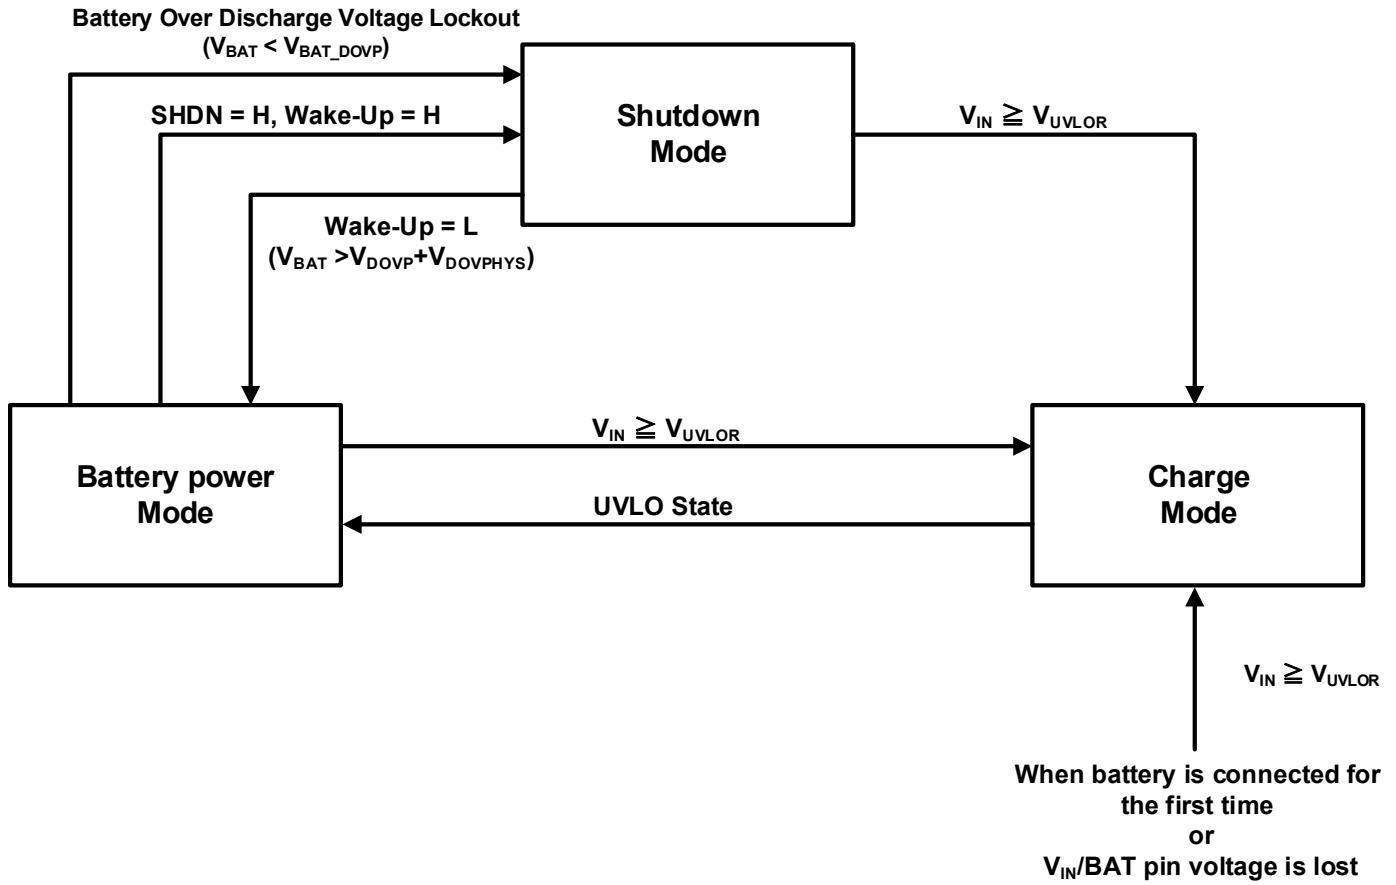 Battery Over Discharge Voltage Lockout
(VBAT < VBAT_DOVP)
SHDN = H, Wake-Up = H
Shutdown
Mode
VIN ≧ VUVLOR
Wake-Up = L
(VBAT >VDOVP+VDOVPHYS)
Battery power
Mode
VIN ≧ VUVLOR
UVLO State
Charge
Mode
VIN ≧ VUVLOR
When battery is connected for
the first time
or
VIN/BAT pin voltage is lost